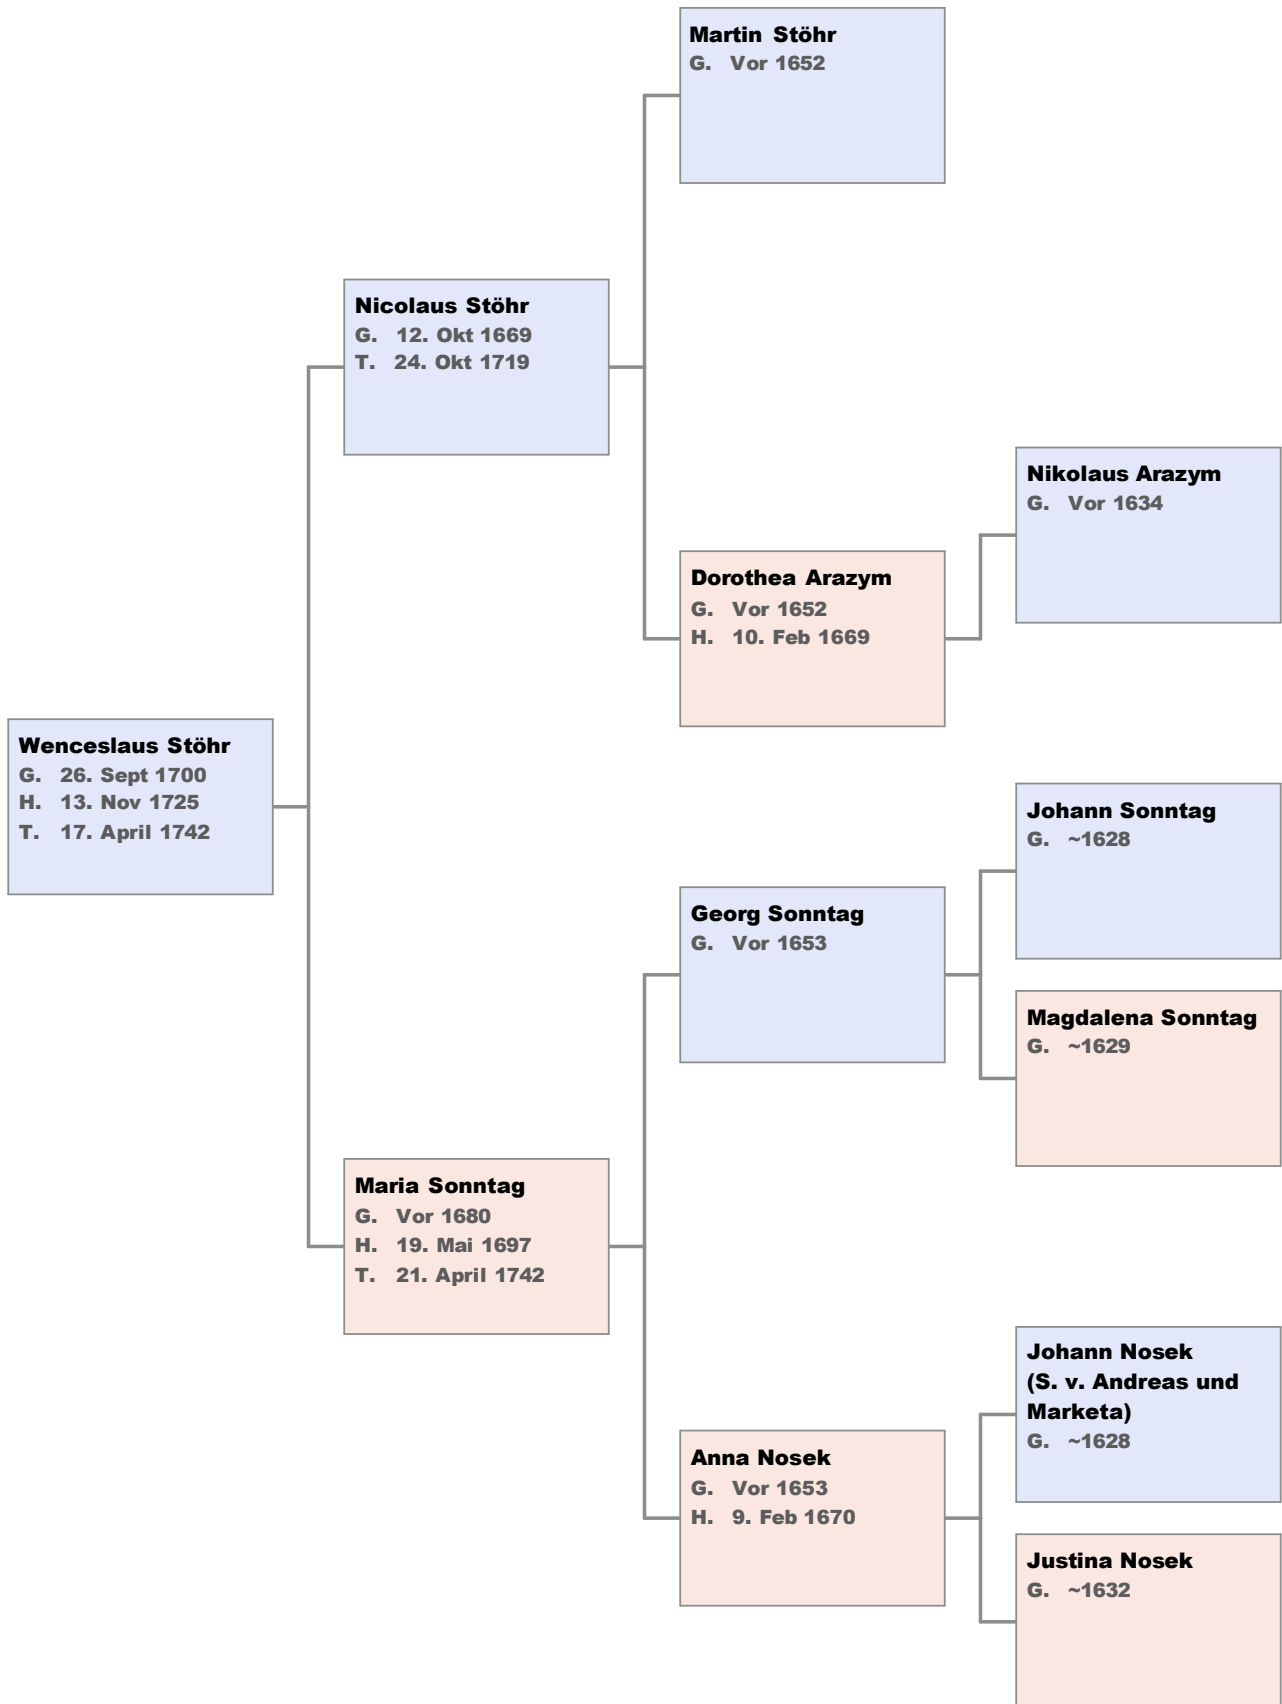 Martin Stöhr
G. Vor 1652
Nicolaus Stöhr
G. 12. Okt 1669
T. 24. Okt 1719
Nikolaus Arazym
G. Vor 1634
Dorothea Arazym
G. Vor 1652
H. 10. Feb 1669
Wenceslaus Stöhr
G. 26. Sept 1700
H. 13. Nov 1725
T. 17. April 1742
Johann Sonntag
G. ~1628
Georg Sonntag
G. Vor 1653
Magdalena Sonntag
G. ~1629
Maria Sonntag
G. Vor 1680
H. 19. Mai 1697
T. 21. April 1742
Johann Nosek
(S. v. Andreas und
Marketa)
G. ~1628
Anna Nosek
G. Vor 1653
H. 9. Feb 1670
Justina Nosek
G. ~1632